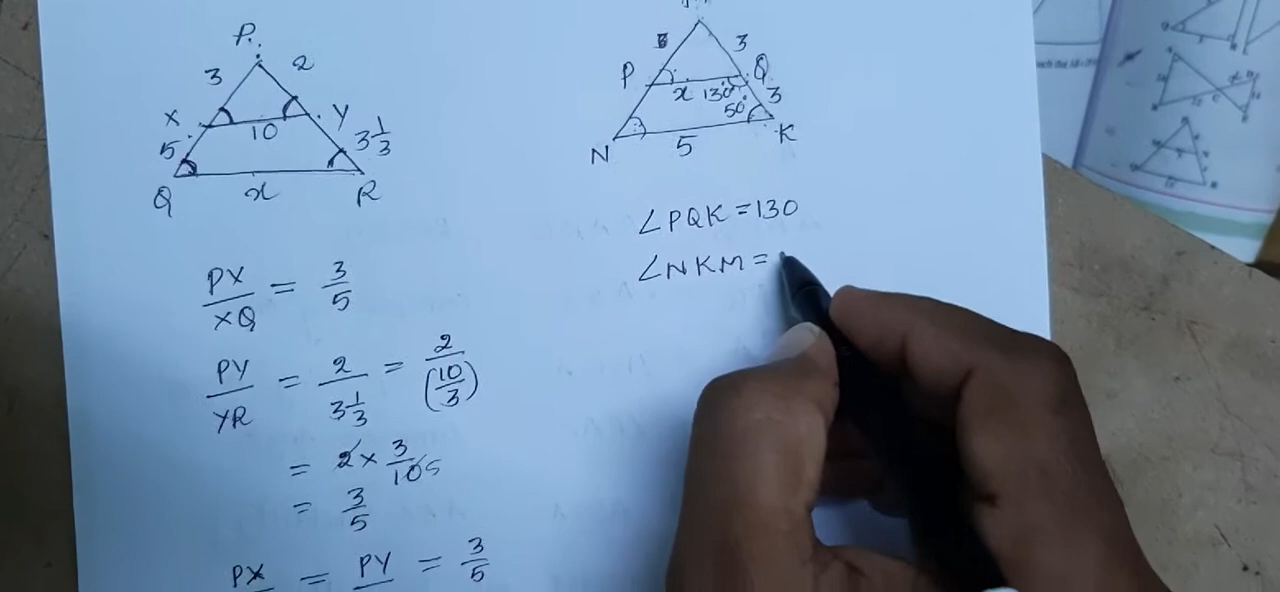 P
3
2
X
Y
10
5
3 1/3
Q
x
R
PX/XQ = 3/5
PY/YR = 2/(3 1/3) = 2/(10/3)
= 2 × 3/10 5
= 3/5
PX = PY = 3/5
3
P
Q
x
130
3
50
N
5
K
∠PQK = 130
∠NKM =